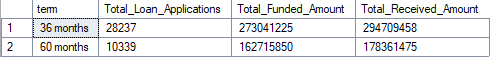 term Total_Loan_Applications Total_Funded_Amount Total_Received_Amount
1 36 months 28237 273041225 294709458
2 60 months 10339 162715850 178361475